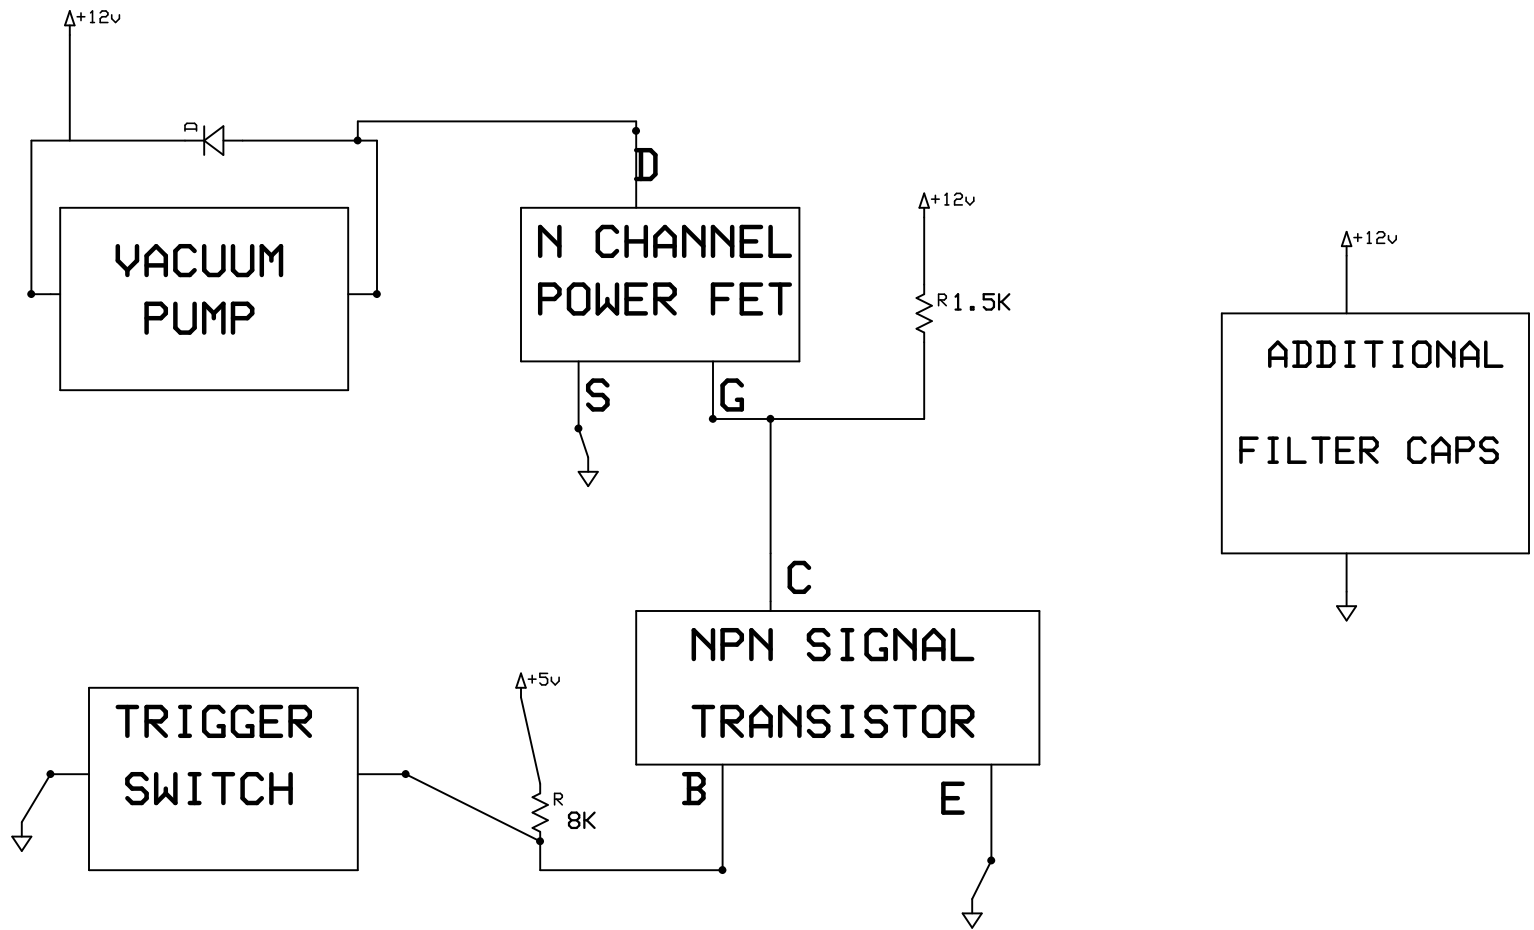 +12v
D
VACUUM
PUMP
D
N CHANNEL
POWER FET
S
G
+12v
R 1.5K
+12v
ADDITIONAL
FILTER CAPS
C
NPN SIGNAL
TRANSISTOR
B
E
+5v
R
8K
TRIGGER
SWITCH